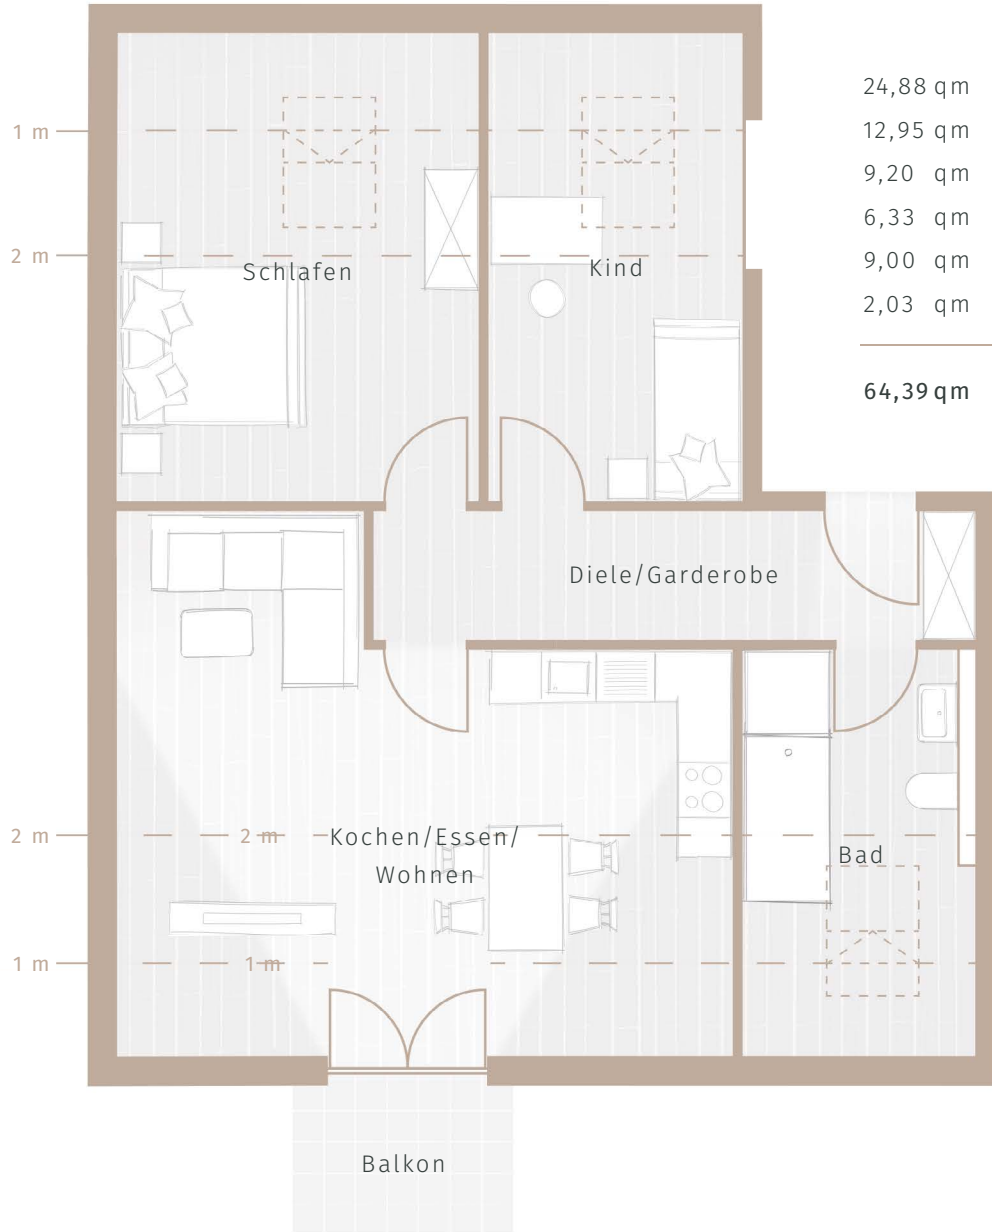 24,88 qm
12,95 qm
9,20 qm
6,33 qm
9,00 qm
2,03 qm
64,39 qm
1 m
2 m
Schlafen
Kind
Diele/Garderobe
2 m
2 m
Kochen/Essen/
Wohnen
Bad
1 m
1 m
Balkon